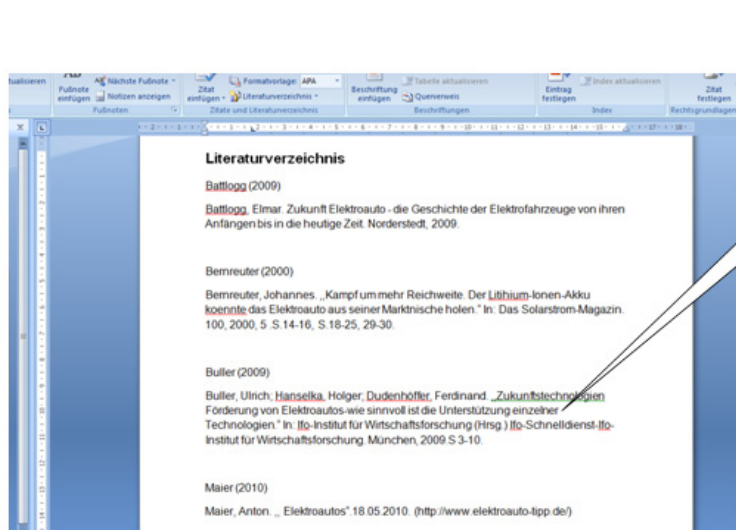 tualisieren
AB Nächste Fußnote
Fußnote einfügen
Notizen anzeigen
Fußnoten
Zitat einfügen
Formatvorlage: APA
Literaturverzeichnis
Zitate und Literaturverzeichnis
Beschriftung einfügen
Tabelle aktualisieren
Querverweis
Beschriftungen
Eintrag festlegen
Index aktualisieren
Index
Zitat festlegen
Rechtsgrundlagen
Literaturverzeichnis
Battlogg (2009)
Battlogg, Elmar. Zukunft Elektroauto - die Geschichte der Elektrofahrzeuge von ihren
Anfängen bis in die heutige Zeit. Norderstedt, 2009.
Bernreuter (2000)
Bernreuter, Johannes. „Kampf um mehr Reichweite. Der Litihium-Ionen-Akku
koennte das Elektroauto aus seiner Marktnische holen." In: Das Solarstrom-Magazin.
100, 2000, 5 .S.14-16, S.18-25, 29-30.
Buller (2009)
Buller, Ulrich; Hanselka, Holger; Dudenhöffer, Ferdinand. „Zukunftstechnologien
Förderung von Elektroautos-wie sinnvoll ist die Unterstützung einzelner
Technologien." In: Ifo-Institut für Wirtschaftsforschung (Hrsg.) Ifo-Schnelldienst-Ifo-
Institut für Wirtschaftsforschung. München, 2009.S 3-10.
Maier (2010)
Maier, Anton. „ Elektroautos".18.05.2010. (http://www.elektroauto-tipp.de/)